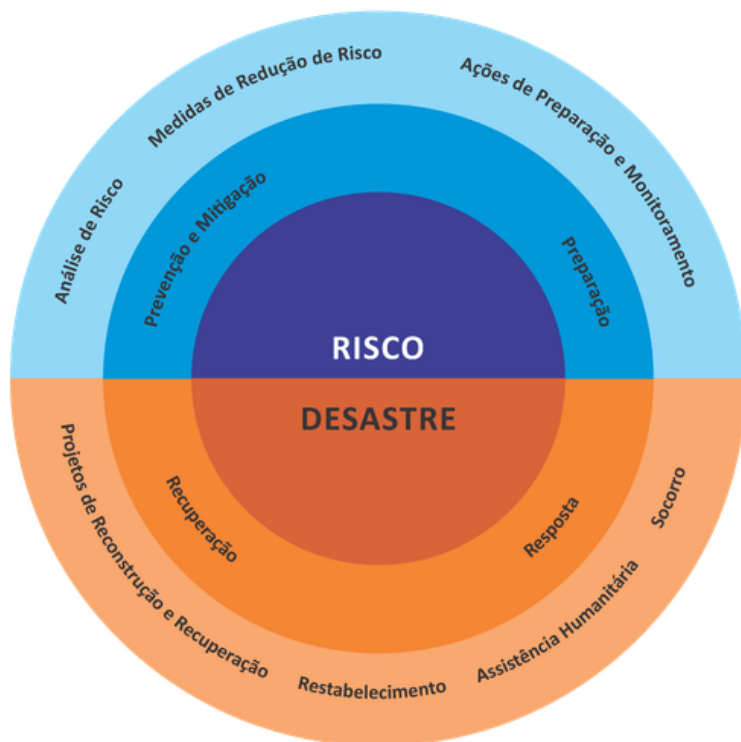 Medidas de Redução de Risco
Ações de Preparação e Monitoramento
Análise de Risco
Prevenção e Mitigação
Preparação
RISCO
DESASTRE
Recuperação
Resposta
Socorro
Projetos de Reconstrução e Recuperação
Assistência Humanitária
Restabelecimento